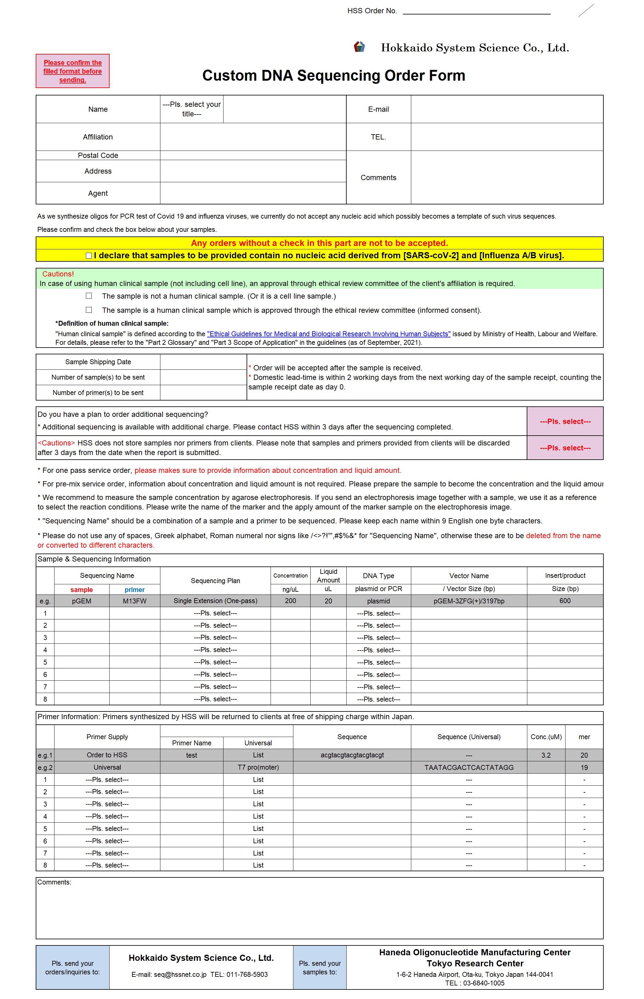 HSS Order No.
Hokkaido System Science Co., Ltd.
Please confirm the
filled format before
sending.
Custom DNA Sequencing Order Form
Name
---Pls. select your
title---
E-mail
Affiliation
TEL.
Postal Code
Address
Comments
Agent
As we synthesize oligos for PCR test of Covid 19 and influenza viruses, we currently do not accept any nucleic acid which possibly becomes a template of such virus sequences.
Please confirm and check the box below about your samples.
Any orders without a check in this part are not to be accepted.
I declare that samples to be provided contain no nucleic acid derived from [SARS-coV-2] and [Influenza A/B virus].
Cautions!
In case of using human clinical sample (not including cell line), an approval through ethical review committee of the client's affiliation is required.
The sample is not a human clinical sample. (Or it is a cell line sample.)
The sample is a human clinical sample which is approved through the ethical review committee (informed consent).
*Definition of human clinical sample:
"Human clinical sample" is defined according to the "Ethical Guidelines for Medical and Biological Research Involving Human Subjects" issued by Ministry of Health, Labour and Welfare.
For details, please refer to the "Part 2 Glossary" and "Part 3 Scope of Application" in the guidelines (as of September, 2021).
Sample Shipping Date
Number of sample(s) to be sent
Number of primer(s) to be sent
* Order will be accepted after the sample is received.
* Domestic lead-time is within 2 working days from the next working day of the sample receipt, counting the
sample receipt date as day 0.
Do you have a plan to order additional sequencing?
* Additional sequencing is available with additional charge. Please contact HSS within 3 days after the sequencing completed.
---Pls. select---
<Cautions> HSS does not store samples nor primers from clients. Please note that samples and primers provided from clients will be discarded
after 3 days from the date when the report is submitted.
---Pls. select---
* For one pass service order, please makes sure to provide information about concentration and liquid amount.
* For pre-mix service order, information about concentration and liquid amount is not required. Please prepare the sample to become the concentration and the liquid amour
* We recommend to measure the sample concentration by agarose electrophoresis. If you send an electrophoresis image together with a sample, we use it as a reference
to select the reaction conditions. Please write the name of the marker and the apply amount of the marker sample on the electrophoresis image.
* "Sequencing Name" should be a combination of a sample and a primer to be sequenced. Please keep each name within 9 English one byte characters.
* Please do not use any of spaces, Greek alphabet, Roman numeral nor signs like /<>?!"',#$%&* for "Sequencing Name", otherwise these are to be deleted from the name
or converted to different characters.
Sample & Sequencing Information
Sequencing Name
Sequencing Plan
Concentration
Liquid
Amount
DNA Type
Vector Name
Insert/product
sample primer ng/uL uL plasmid or PCR / Vector Size (bp) Size (bp)
e.g. pGEM M13FW Single Extension (One-pass) 200 20 plasmid pGEM-3ZFG(+)/3197bp 600
1 ---Pls. select--- ---Pls. select---
2 ---Pls. select--- ---Pls. select---
3 ---Pls. select--- ---Pls. select---
4 ---Pls. select--- ---Pls. select---
5 ---Pls. select--- ---Pls. select---
6 ---Pls. select--- ---Pls. select---
7 ---Pls. select--- ---Pls. select---
8 ---Pls. select--- ---Pls. select---
Primer Information: Primers synthesized by HSS will be returned to clients at free of shipping charge within Japan.
Primer Supply
Primer Name Universal
Sequence
Sequence (Universal)
Conc.(uM)
mer
e.g.1 Order to HSS test List acgtacgtacgtacgtacgt --- 3.2 20
e.g.2 Universal T7 pro(moter) TAATACGACTCACTATAGG 19
1 ---Pls. select--- List --- -
2 ---Pls. select--- List --- -
3 ---Pls. select--- List --- -
4 ---Pls. select--- List --- -
5 ---Pls. select--- List --- -
6 ---Pls. select--- List --- -
7 ---Pls. select--- List --- -
8 ---Pls. select--- List --- -
Comments:
Pls. send your
orders/inquiries to:
Hokkaido System Science Co., Ltd.
E-mail: seq@hssnet.co.jp TEL: 011-768-5903
Pls. send your
samples to:
Haneda Oligonucleotide Manufacturing Center
Tokyo Research Center
1-6-2 Haneda Airport, Ota-ku, Tokyo Japan 144-0041
TEL : 03-6840-1005